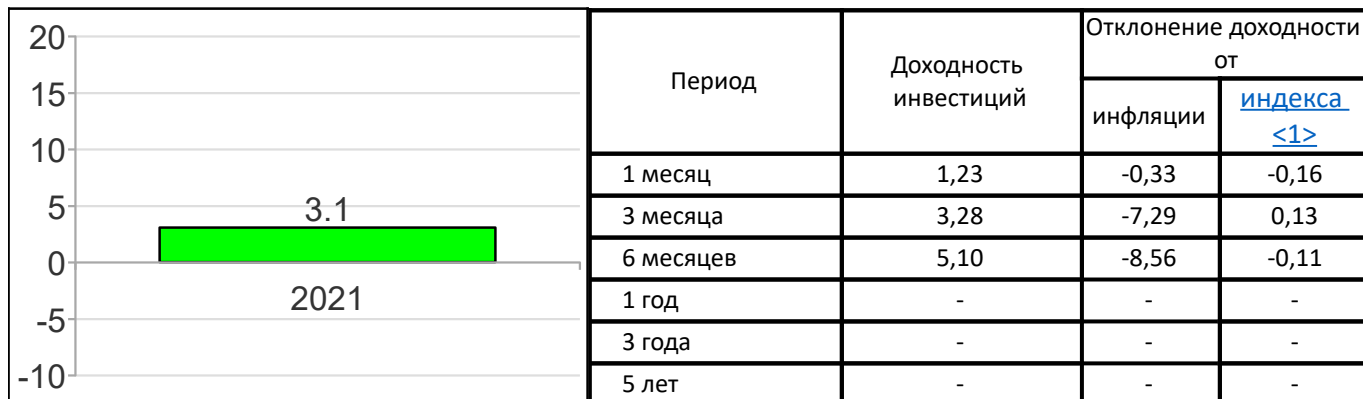 20
15
10
5
0
-5
-10
3.1
2021
Период
Доходность
инвестиций
Отклонение доходности
от
инфляции
индекса
<1>
1 месяц 1,23 -0,33 -0,16
3 месяца 3,28 -7,29 0,13
6 месяцев 5,10 -8,56 -0,11
1 год - - -
3 года - - -
5 лет - - -